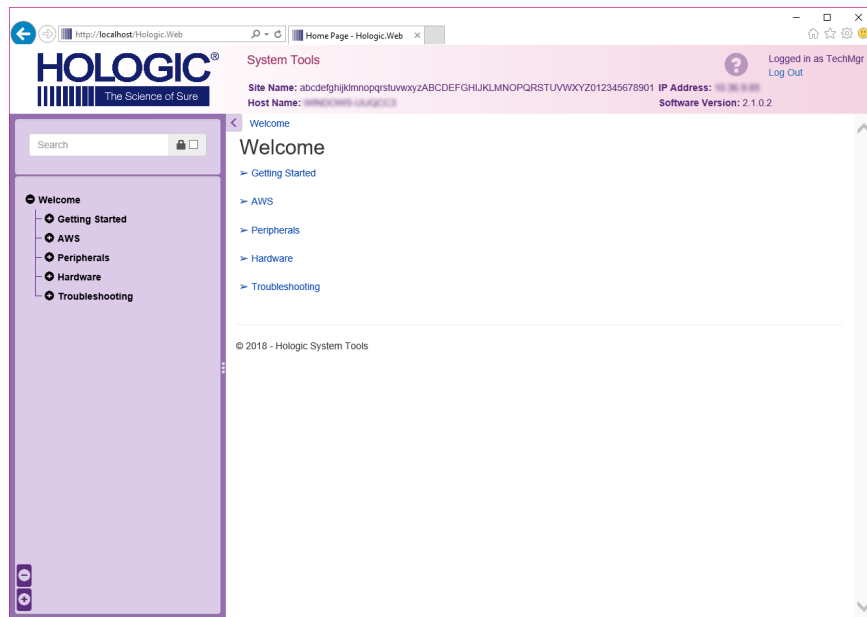 http://localhost/Hologic.Web
Home Page - Hologic.Web
HOLOGIC®
The Science of Sure
System Tools
Logged in as TechMgr
Log Out
Site Name: abcdefghijklmnopqrstuvwxyzABCDEFGHIJKLMNOPQRSTUVWXYZ012345678901 IP Address:
Host Name:
Software Version: 2.1.0.2
Search
Welcome
Getting Started
AWS
Peripherals
Hardware
Troubleshooting
Welcome
Welcome
➢ Getting Started
➢ AWS
➢ Peripherals
➢ Hardware
➢ Troubleshooting
© 2018 - Hologic System Tools